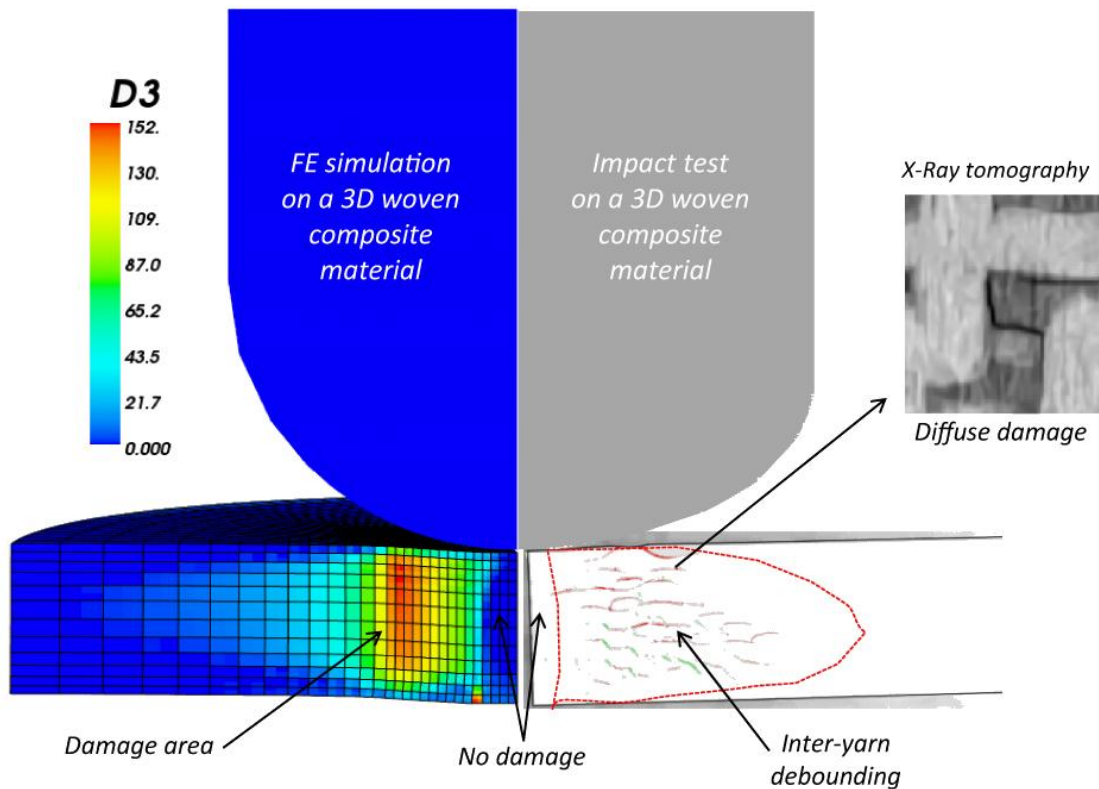 D3
152.
130.
109.
87.0
65.2
43.5
21.7
0.000
FE simulation
on a 3D woven
composite
material
Impact test
on a 3D woven
composite
material
X-Ray tomography
Diffuse damage
Damage area
No damage
Inter-yarn
debounding